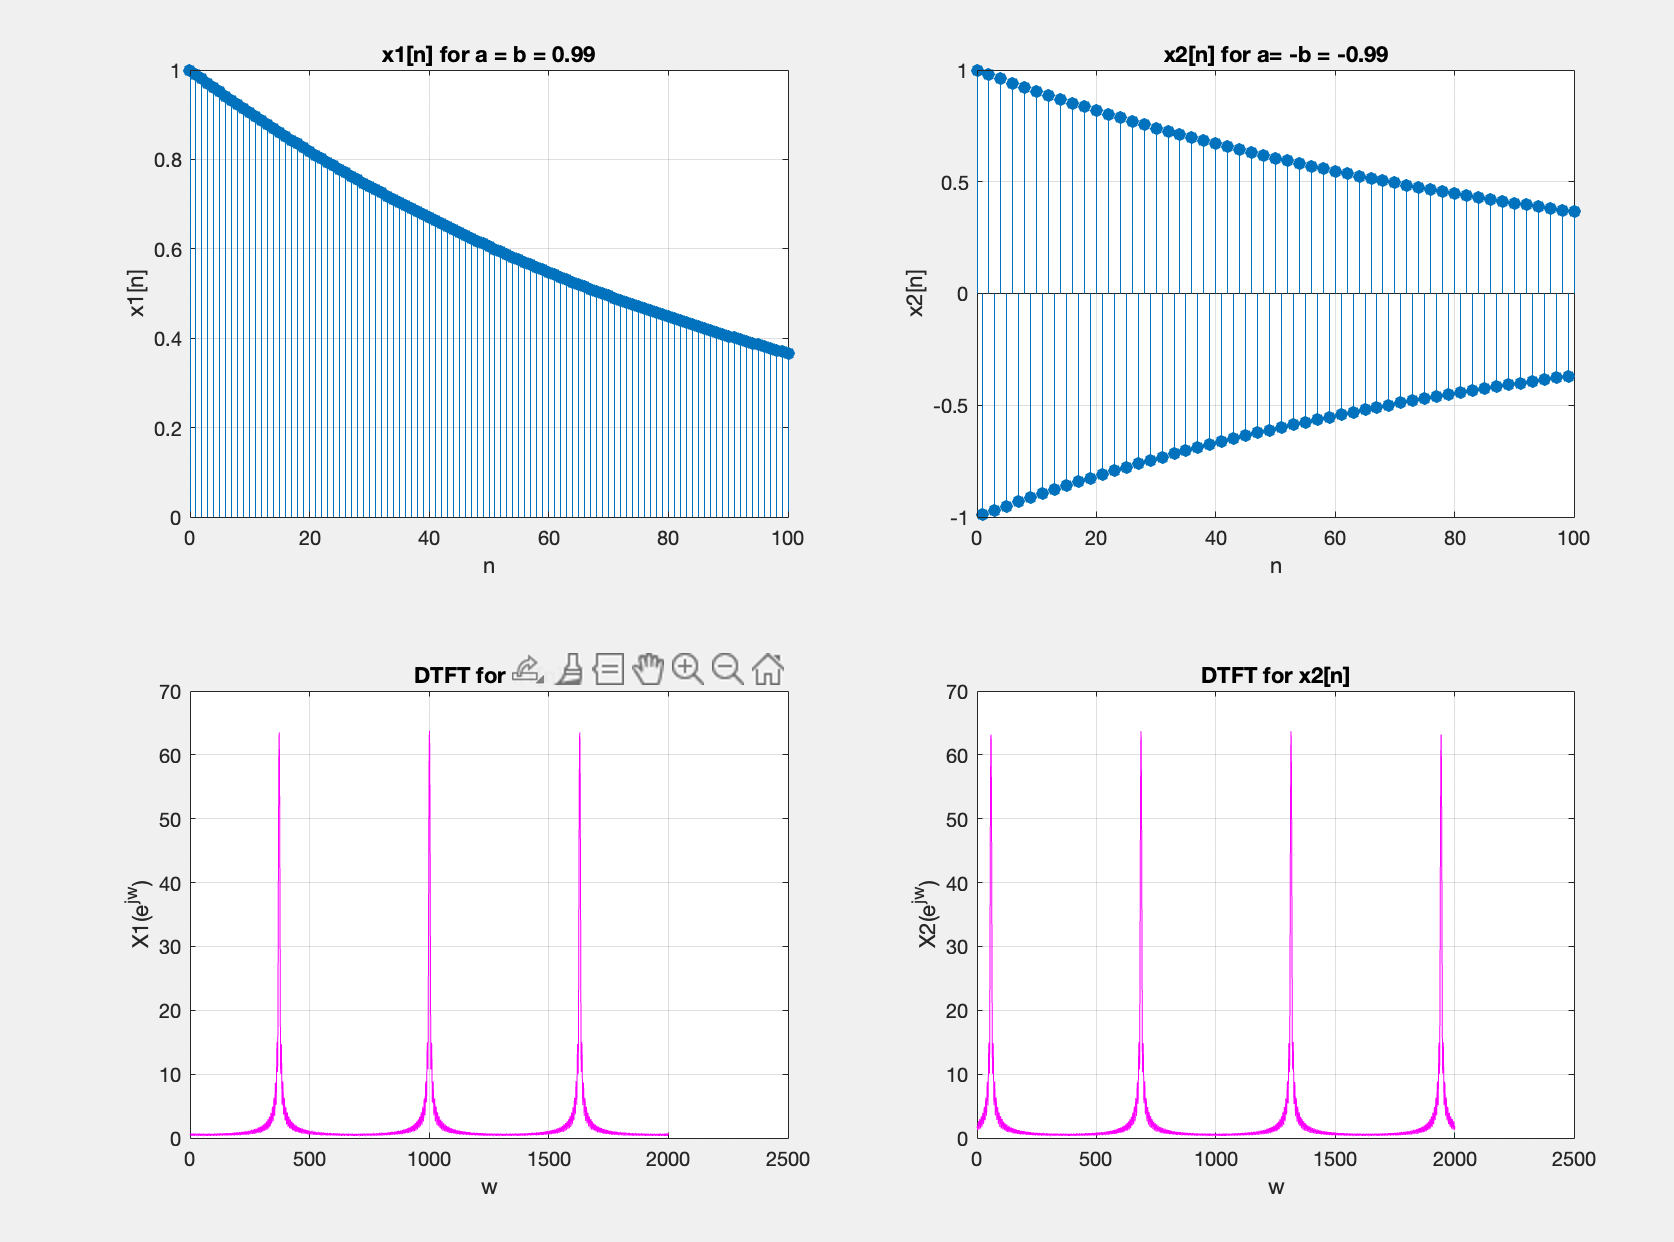 x1[n] for a = b = 0.99
x1[n]
1
0.8
0.6
0.4
0.2
0
0 20 40 60 80 100
n
x2[n] for a= -b = -0.99
x2[n]
1
0.5
0
-0.5
-1
0 20 40 60 80 100
n
DTFT for
X1(e^jw)
70
60
50
40
30
20
10
0
0 500 1000 1500 2000 2500
w
DTFT for x2[n]
X2(e^jw)
70
60
50
40
30
20
10
0
0 500 1000 1500 2000 2500
w